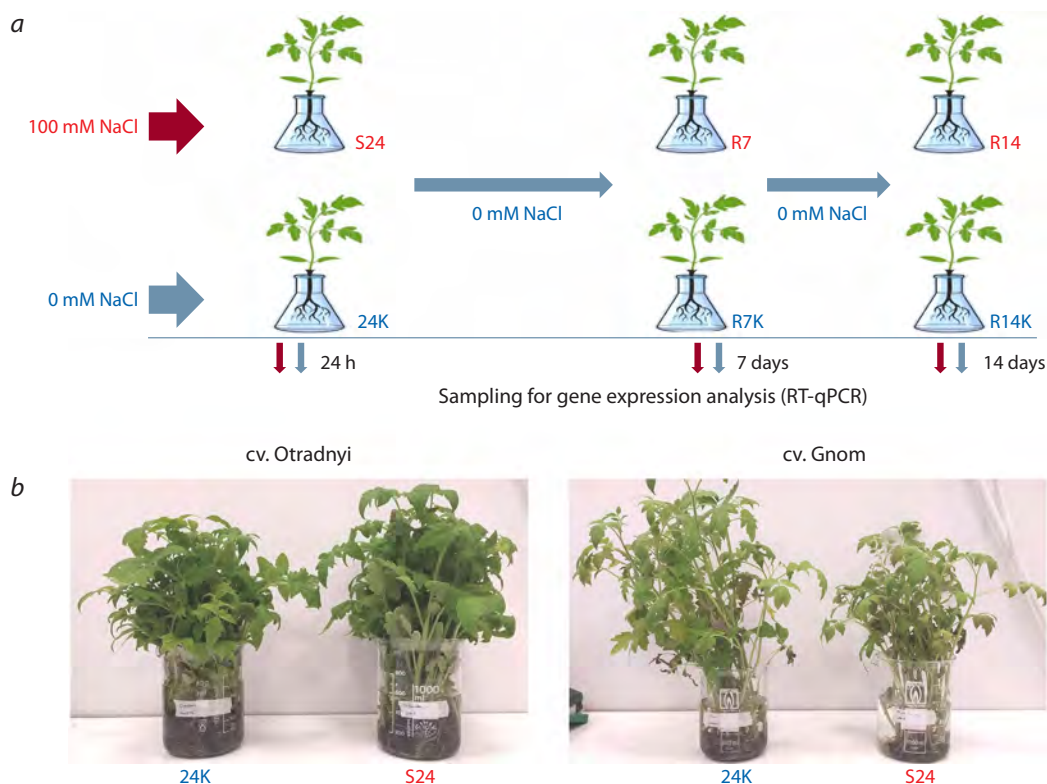 a
100 mM NaCl
S24
R7
R14
0 mM NaCl
0 mM NaCl
0 mM NaCl
24K
R7K
R14K
24 h
7 days
14 days
Sampling for gene expression analysis (RT-qPCR)
cv. Otradnyi
cv. Gnom
b
1000
ml
24K
S24
24K
S24